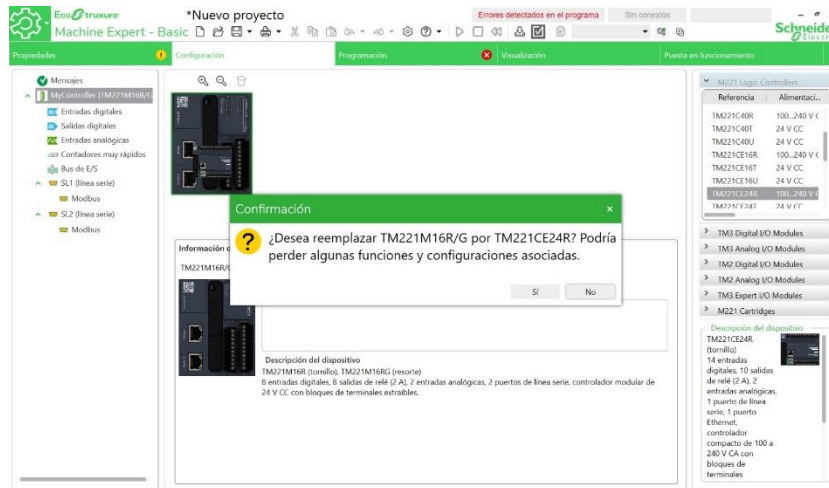 EcoStruxure
Machine Expert - Basic
*Nuevo proyecto
Errores detectados en el programa
Sin conexión
Schneide
Electr
Propiedades
Configuración
Programación
Visualización
Puesta en funcionamiento
Mensajes
MyController (TM221M16R/G
Entradas digitales
Salidas digitales
Entradas analógicas
Contadores muy rápidos
Bus de E/S
SL1 (línea serie)
Modbus
SL2 (línea serie)
Modbus
Confirmación
¿Desea reemplazar TM221M16R/G por TM221CE24R? Podría
perder algunas funciones y configuraciones asociadas.
Sí
No
Información
TM221M16R/
Descripción del dispositivo
TM221M16R (tornillo), TM221M16RG (resorte)
8 entradas digitales, 8 salidas de relé (2 A), 2 entradas analógicas, 2 puertos de línea serie, controlador modular de
24 V CC con bloques de terminales extraíbles.
M221 Logic Controllers
Referencia Alimentaci...
TM221C40R 100..240 V
TM221C40T 24 V CC
TM221C40U 24 V CC
TM221CE16R 100..240 V
TM221CE16T 24 V CC
TM221CE16U 24 V CC
TM221CE24R 100..240 V
TM221CE24T 24 V CC
TM3 Digital I/O Modules
TM3 Analog I/O Modules
TM2 Digital I/O Modules
TM2 Analog I/O Modules
TM3 Expert I/O Modules
M221 Cartridges
Descripción del dispositivo
TM221CE24R
(tornillo)
14 entradas
digitales, 10 salidas
de relé (2 A), 2
entradas analógicas,
1 puerto de línea
serie, 1 puerto
Ethernet,
controlador
compacto de 100 a
240 V CA con
bloques de
terminales